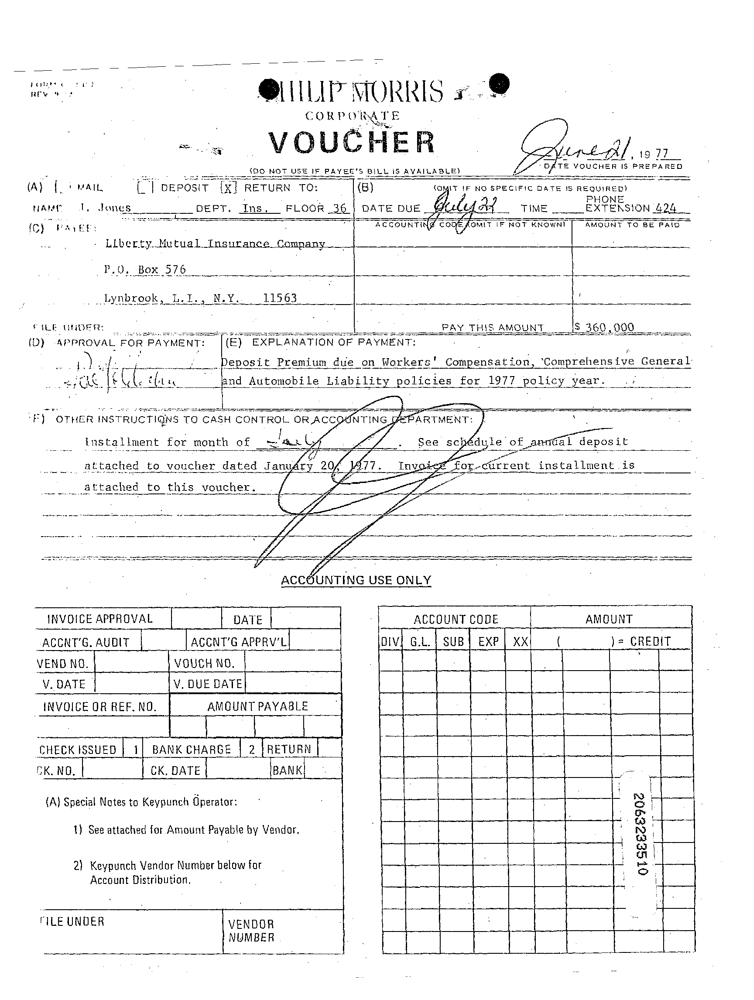 PHILIP MORRIS
CORPORATE
VOUCHER
June 21, 1977
DATE VOUCHER IS PREPARED
(DO NOT USE IF PAYEE'S BILL IS AVAILABLE)
(A) [ ] MAIL [ ] DEPOSIT [X] RETURN TO:
NAME J. Jones DEPT. Ins. FLOOR 36
(B) (OMIT IF NO SPECIFIC DATE IS REQUIRED)
DATE DUE July 22 TIME PHONE EXTENSION 424
(C) PAYEE:
ACCOUNTING CODE (OMIT IF NOT KNOWN) AMOUNT TO BE PAID
Liberty Mutual Insurance Company
P.O. Box 576
Lynbrook, L.I., N.Y. 11563
FILE UNDER: PAY THIS AMOUNT $ 360,000
(D) APPROVAL FOR PAYMENT: (E) EXPLANATION OF PAYMENT:
Deposit Premium due on Workers' Compensation, Comprehensive General
and Automobile Liability policies for 1977 policy year.
(F) OTHER INSTRUCTIONS TO CASH CONTROL OR ACCOUNTING DEPARTMENT:
Installment for month of July. See schedule of annual deposit
attached to voucher dated January 20, 1977. Invoice for current installment is
attached to this voucher.
ACCOUNTING USE ONLY
INVOICE APPROVAL DATE
ACCNT'G. AUDIT ACCNT'G APPRV'L
VEND NO. VOUCH NO.
V. DATE V. DUE DATE
INVOICE OR REF. NO. AMOUNT PAYABLE
CHECK ISSUED 1 BANK CHARGE 2 RETURN
CK. NO. CK. DATE BANK
(A) Special Notes to Keypunch Operator:
1) See attached for Amount Payable by Vendor.
2) Keypunch Vendor Number below for
Account Distribution.
FILE UNDER VENDOR
NUMBER
ACCOUNT CODE AMOUNT
DIV G.L. SUB EXP XX ( ) = CREDIT
2063233510